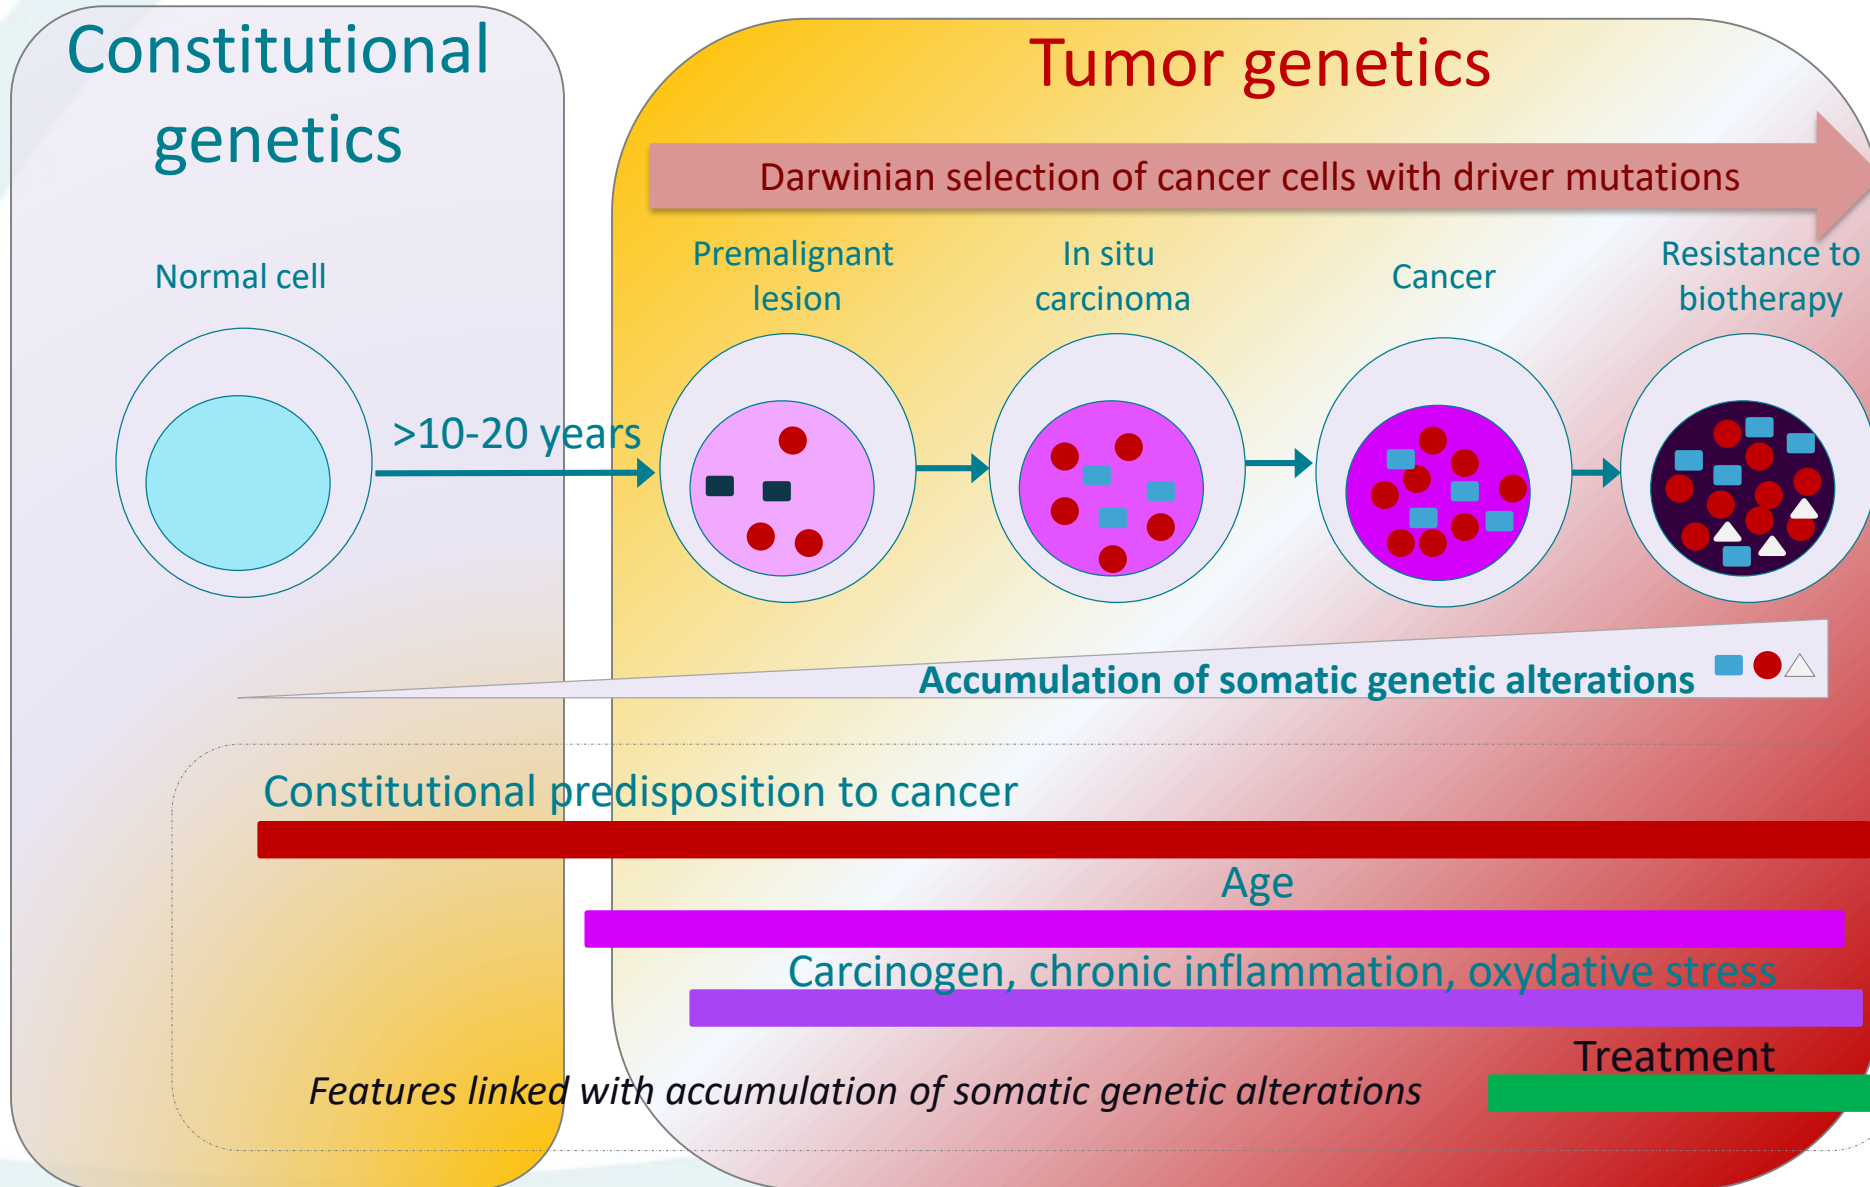 Constitutional
genetics
Tumor genetics
Darwinian selection of cancer cells with driver mutations
Normal cell
Premalignant
lesion
In situ
carcinoma
Cancer
Resistance to
biotherapy
>10-20 years
Accumulation of somatic genetic alterations
Constitutional predisposition to cancer
Age
Carcinogen, chronic inflammation, oxydative stress
Treatment
Features linked with accumulation of somatic genetic alterations